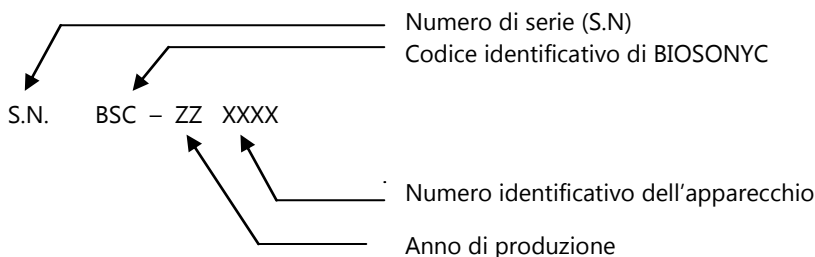 Numero di serie (S.N)
Codice identificativo di BIOSONYC
S.N. BSC – ZZ XXXX
Numero identificativo dell'apparecchio
Anno di produzione